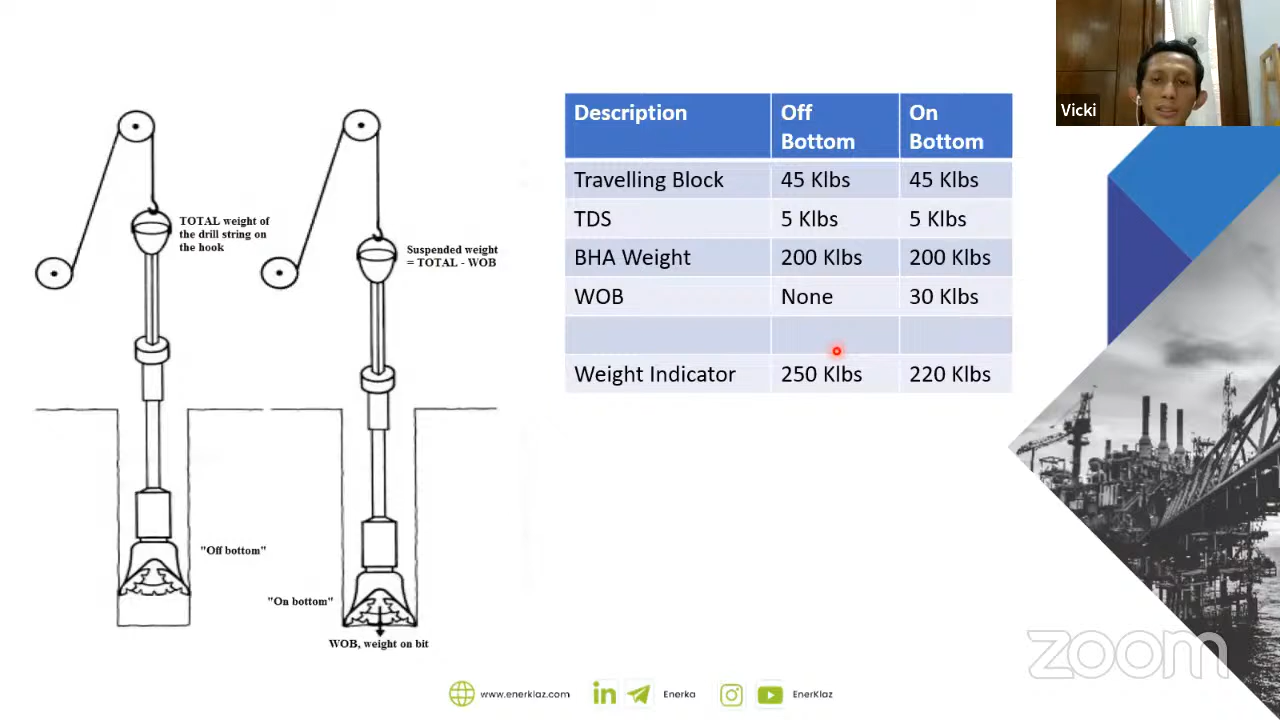 Vicki
TOTAL weight of
the drill string on
the hook
Suspended weight
= TOTAL - WOB
"Off bottom"
"On bottom"
WOB, weight on bit
Description Off Bottom On Bottom
Travelling Block 45 Klbs 45 Klbs
TDS 5 Klbs 5 Klbs
BHA Weight 200 Klbs 200 Klbs
WOB None 30 Klbs
Weight Indicator 250 Klbs 220 Klbs
zoom
www.enerklaz.com in Enerka EnerKlaz